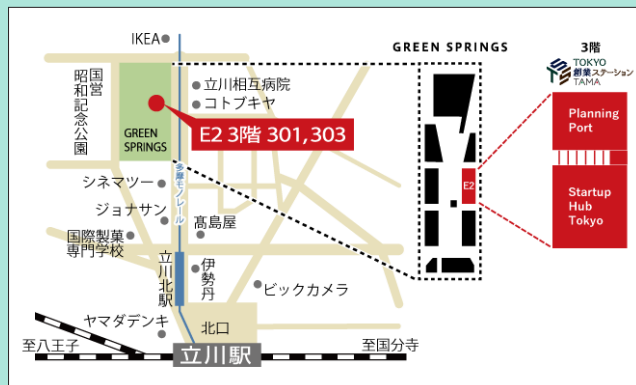 IKEA
国営
昭和記念公園
GREEN
SPRINGS
立川相互病院
コトブキヤ
E2 3階 301,303
シネマツー
多摩モノレール
ジョナサン
髙島屋
国際製菓
専門学校
立川北駅
伊勢丹
ビックカメラ
ヤマダデンキ
北口
至八王子
立川駅
至国分寺
GREEN SPRINGS
E2
3階
TOKYO
創業ステーション
TAMA
Planning
Port
Startup
Hub
Tokyo